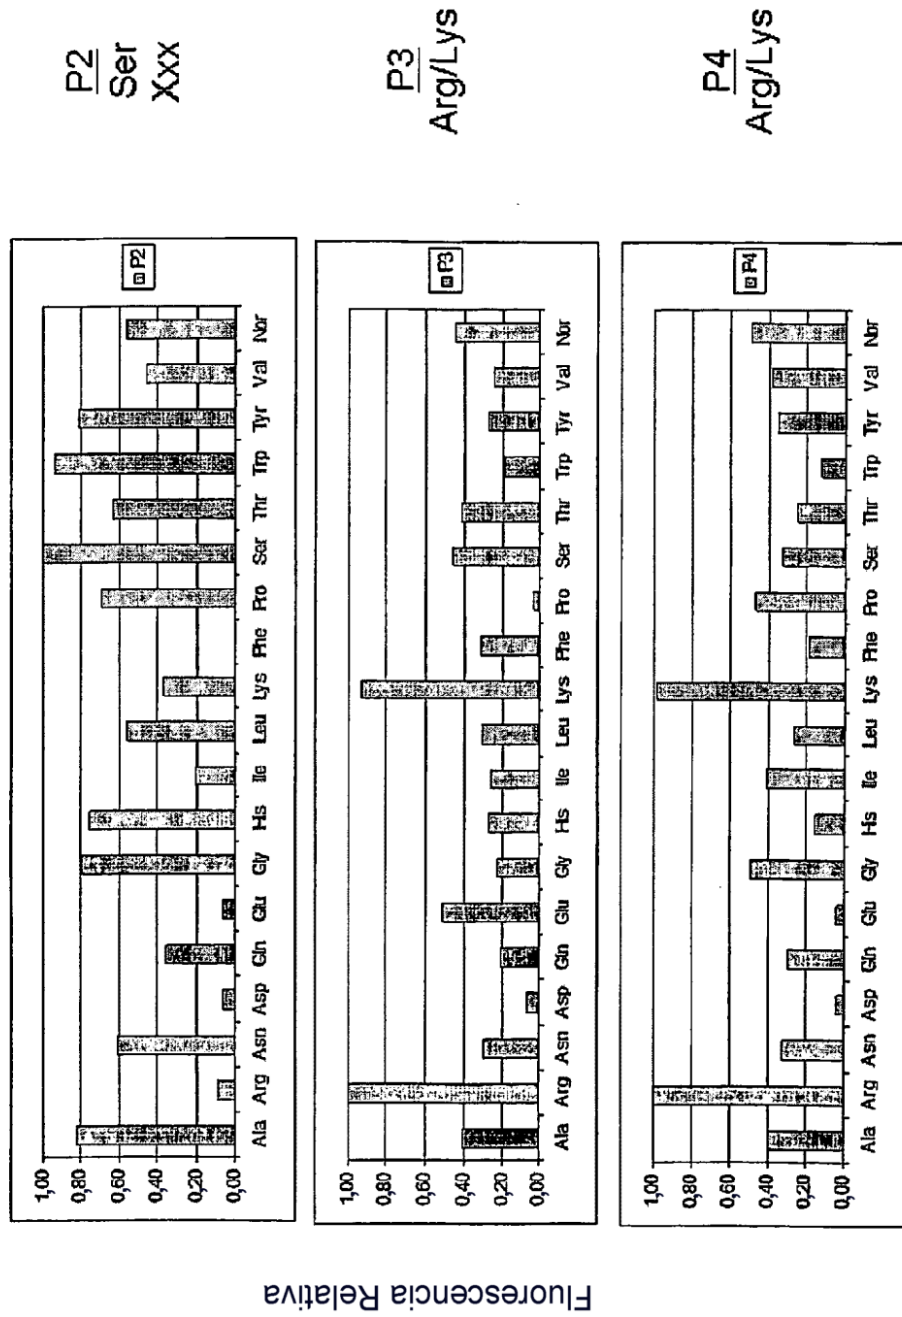 Fluorescencia Relativa
1,00
0,80
0,60
0,40
0,20
0,00
Ala Arg Asn Asp Gln Glu Gly His Ile Leu Lys Phe Pro Ser Thr Trp Tyr Val Nor
P2
P2
Ser
Xxx
1,00
0,80
0,60
0,40
0,20
0,00
Ala Arg Asn Asp Gln Glu Gly His Ile Leu Lys Phe Pro Ser Thr Trp Tyr Val Nor
P3
P3
Arg/Lys
1,00
0,80
0,60
0,40
0,20
0,00
Ala Arg Asn Asp Gln Glu Gly His Ile Leu Lys Phe Pro Ser Thr Trp Tyr Val Nor
P4
P4
Arg/Lys